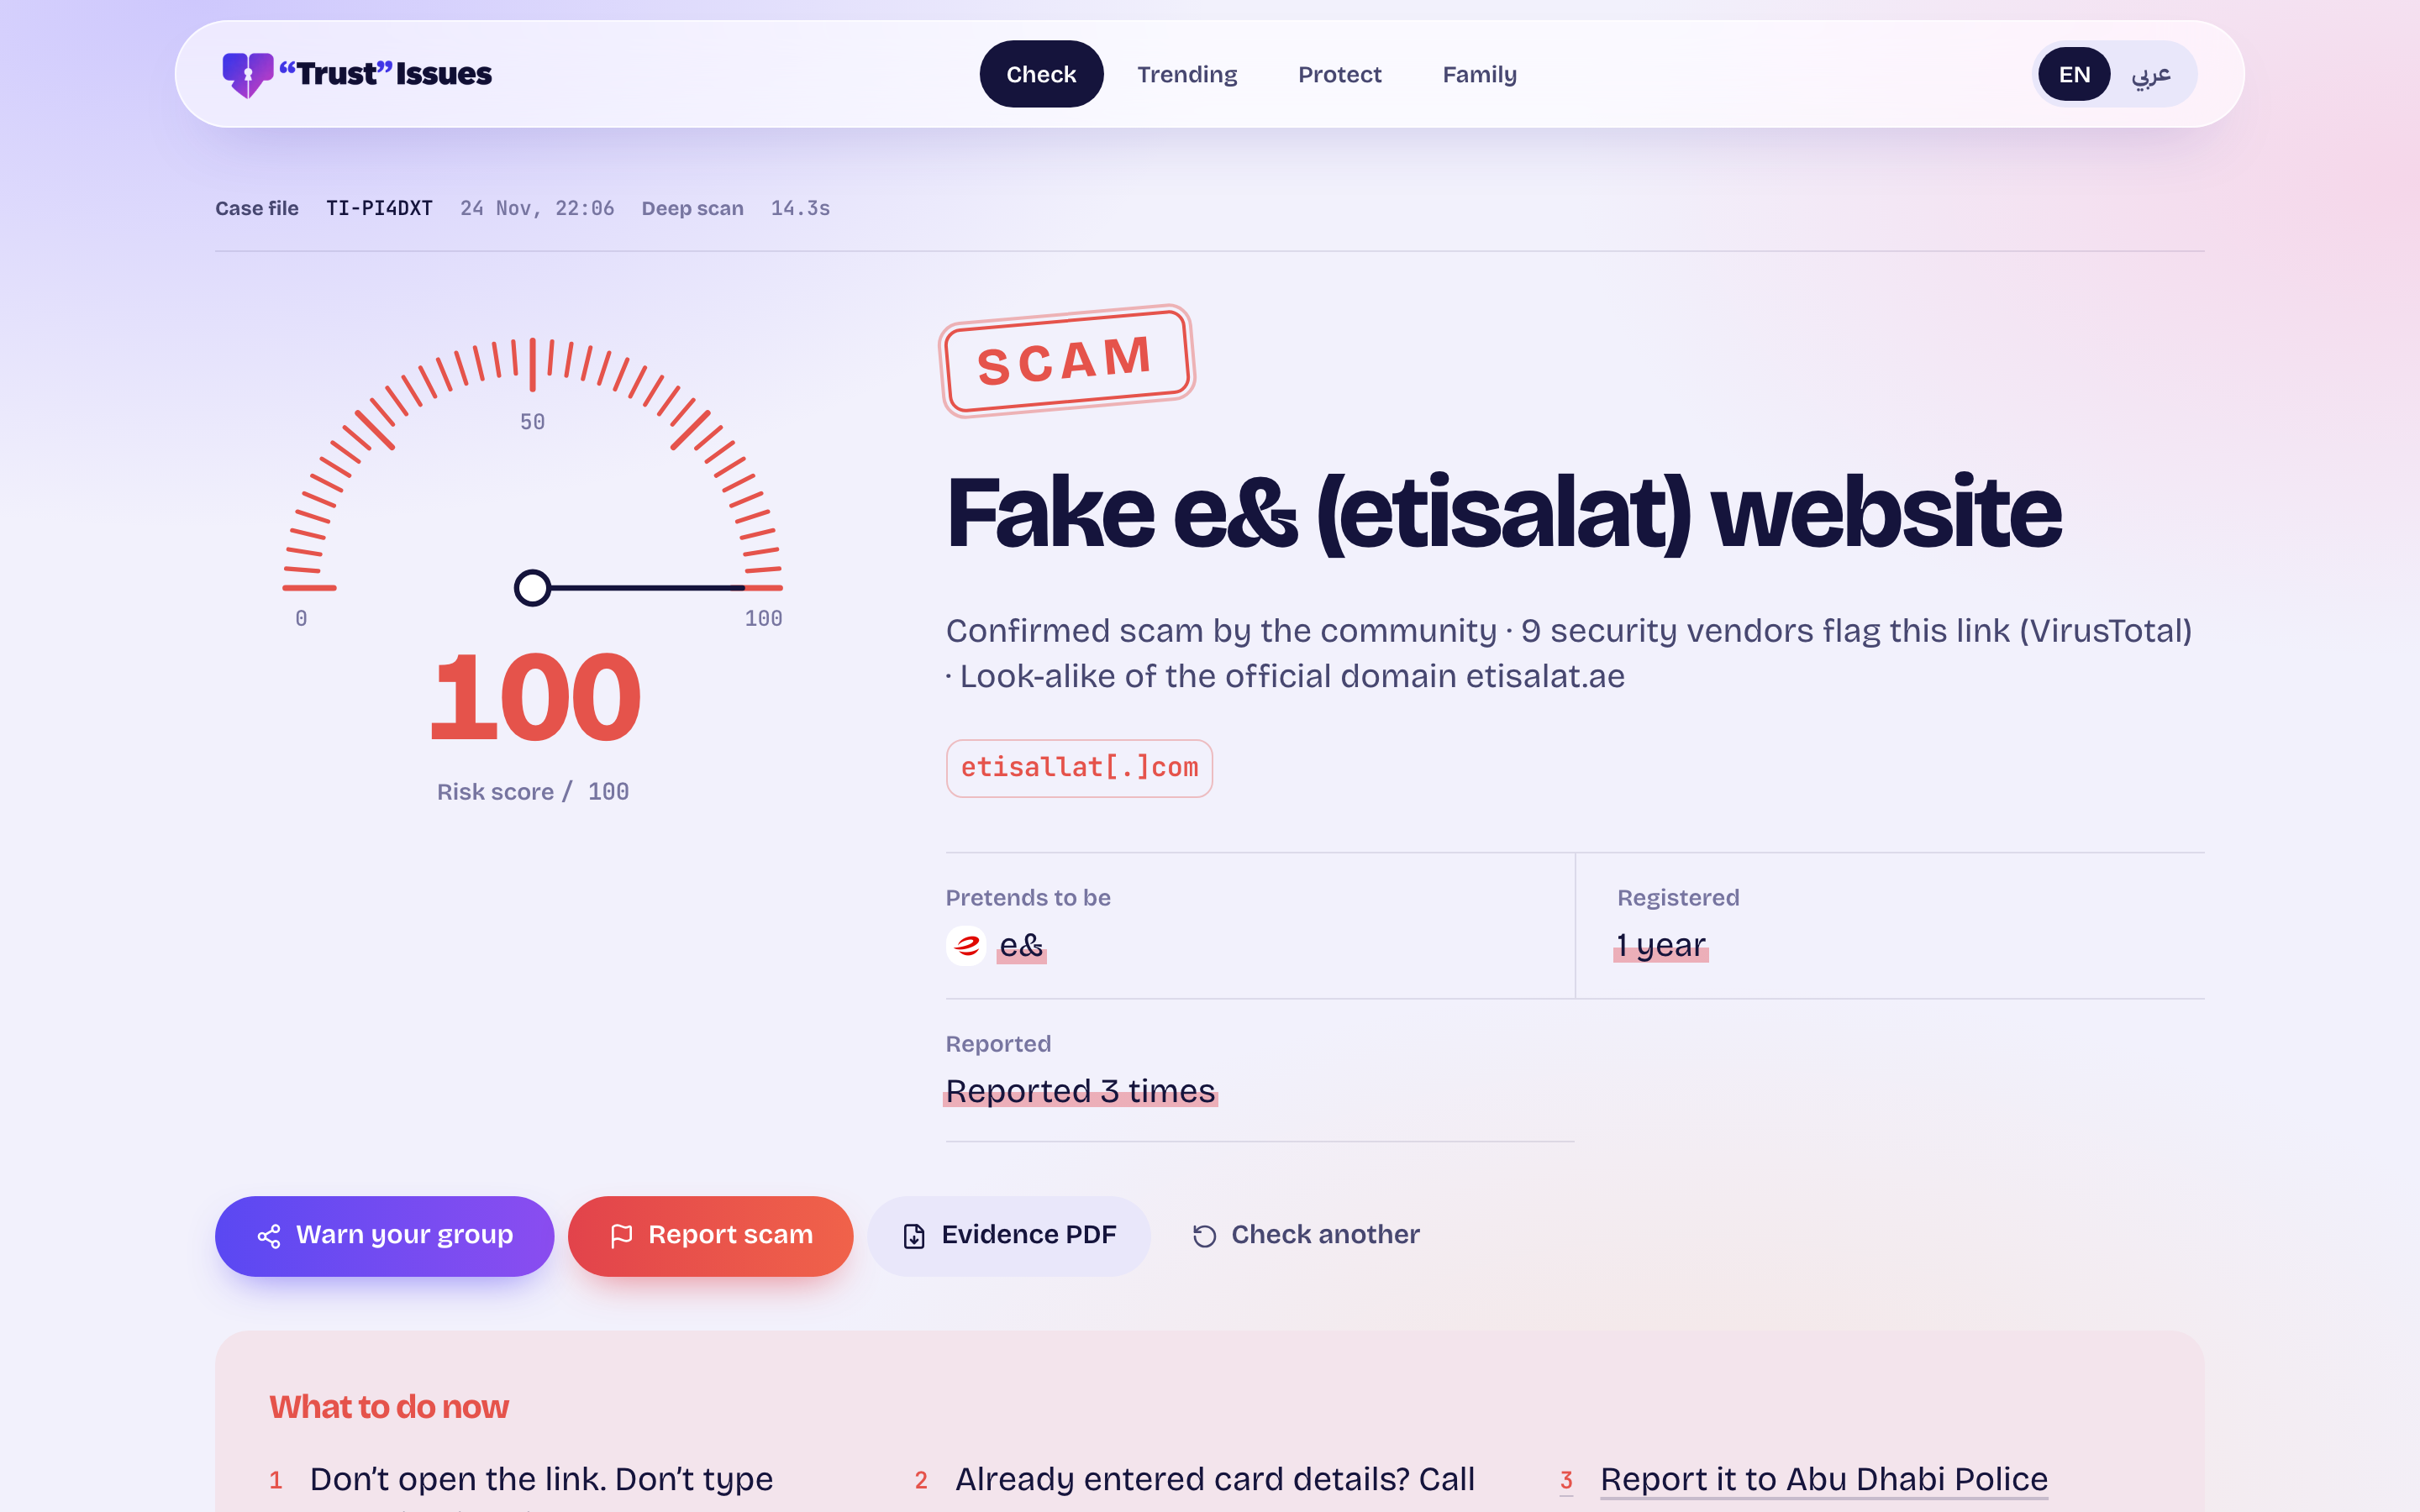 “Trust” Issues
Check
Trending
Protect
Family
EN
عربي
Case file TI-PI4DXT 24 Nov, 22:06 Deep scan 14.3s
50
0
100
100
Risk score / 100
SCAM
Fake e& (etisalat) website
Confirmed scam by the community · 9 security vendors flag this link (VirusTotal)
· Look-alike of the official domain etisalat.ae
etisallat[.]com
Pretends to be
e&
Registered
1 year
Reported
Reported 3 times
Warn your group
Report scam
Evidence PDF
Check another
What to do now
1 Don’t open the link. Don’t type
2 Already entered card details? Call
3 Report it to Abu Dhabi Police